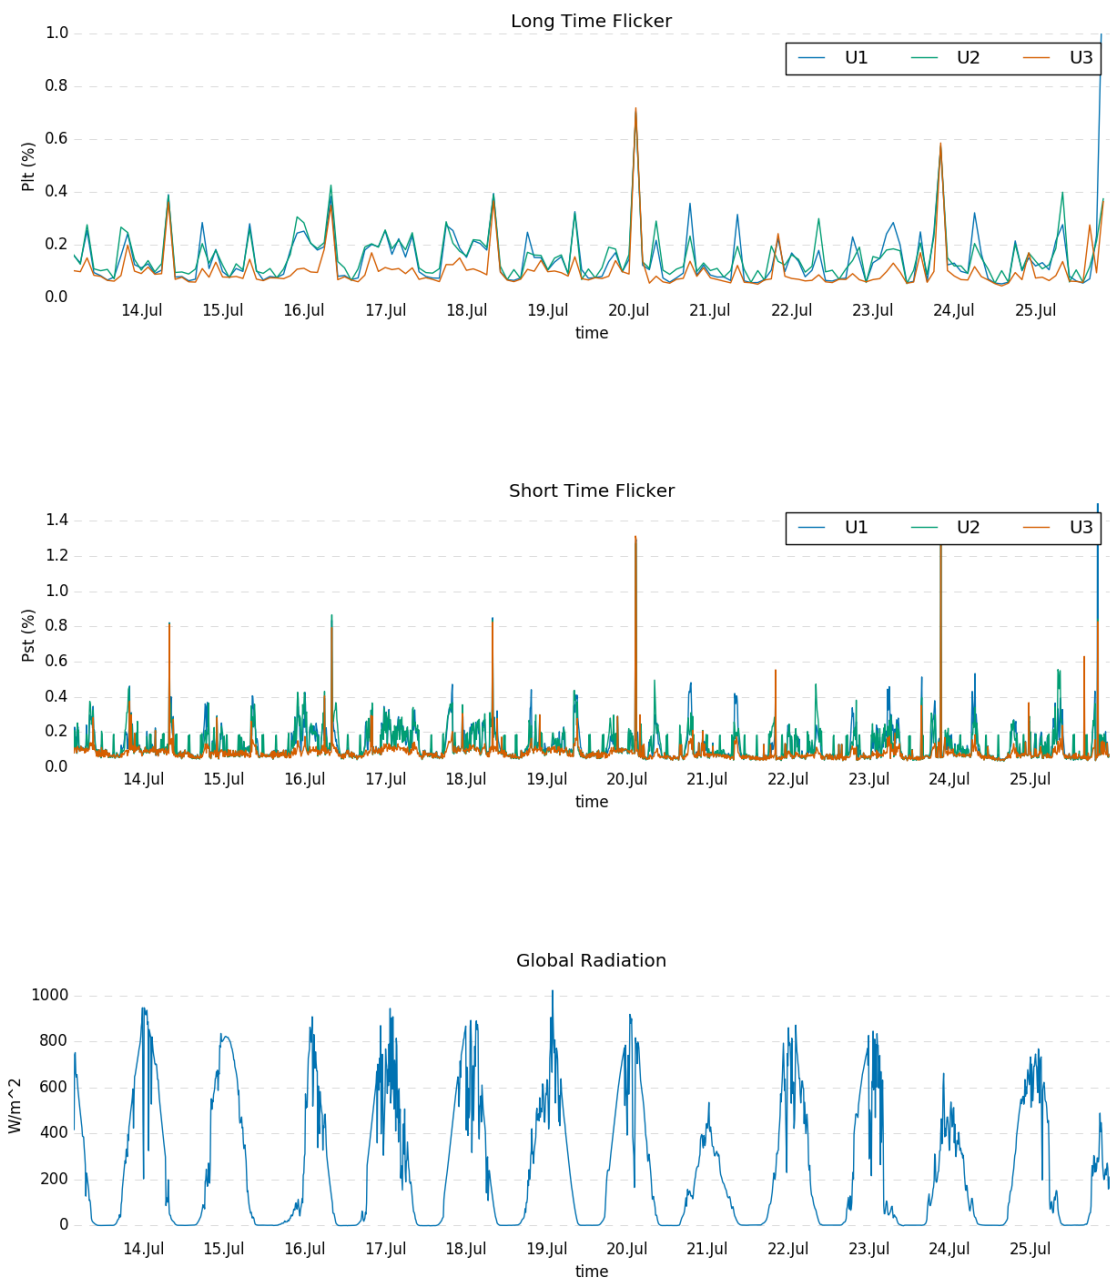 Long Time Flicker
1.0
U1 U2 U3
0.8
0.6
Plt (%)
0.4
0.2
0.0
14.Jul 15.Jul 16.Jul 17.Jul 18.Jul 19.Jul 20.Jul 21.Jul 22.Jul 23.Jul 24.Jul 25.Jul
time
Short Time Flicker
1.4
U1 U2 U3
1.2
1.0
0.8
Pst (%)
0.6
0.4
0.2
0.0
14.Jul 15.Jul 16.Jul 17.Jul 18.Jul 19.Jul 20.Jul 21.Jul 22.Jul 23.Jul 24.Jul 25.Jul
time
Global Radiation
1000
800
600
W/m^2
400
200
0
14.Jul 15.Jul 16.Jul 17.Jul 18.Jul 19.Jul 20.Jul 21.Jul 22.Jul 23.Jul 24.Jul 25.Jul
time